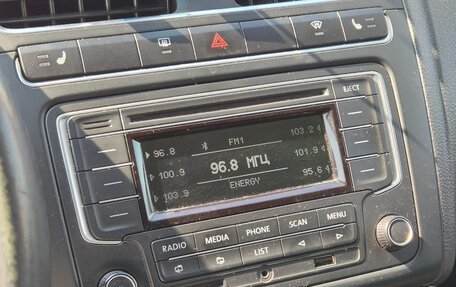 EJECT
FM1
96.8
103.2
100.9
96.8 МГЦ
101.9
103.9
ENERGY
95.6
RADIO MEDIA PHONE SCAN MENU
LIST